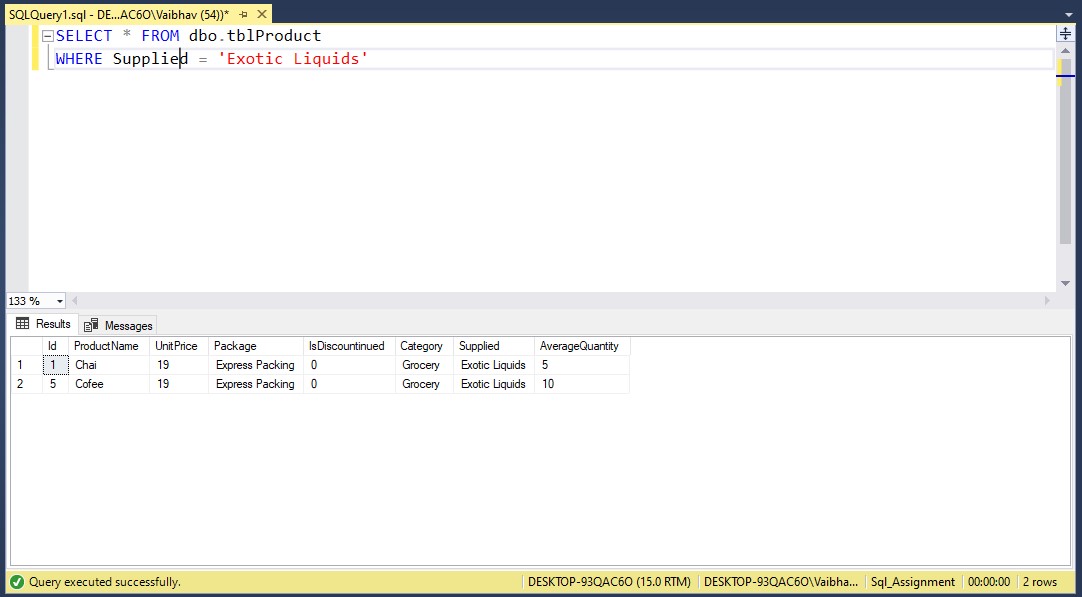 SQLQuery1.sql - DE...AC6O\Vaibhav (54))*
SELECT * FROM dbo.tblProduct
WHERE Supplied = 'Exotic Liquids'
133 %
Results Messages
Id ProductName UnitPrice Package IsDiscountinued Category Supplied AverageQuantity
1 1 Chai 19 Express Packing 0 Grocery Exotic Liquids 5
2 5 Cofee 19 Express Packing 0 Grocery Exotic Liquids 10
Query executed successfully. DESKTOP-93QAC6O (15.0 RTM) DESKTOP-93QAC6O\Vaibha... Sql_Assignment 00:00:00 2 rows